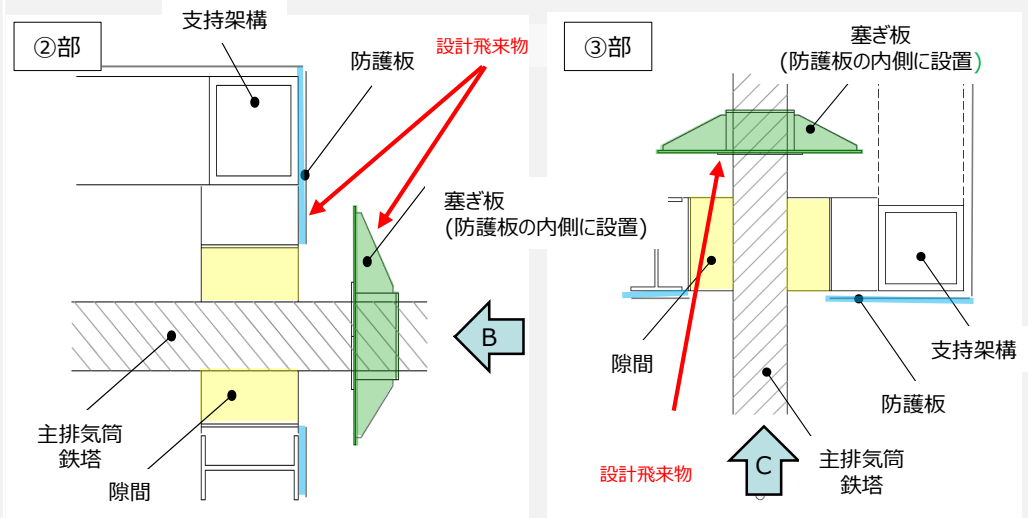 ②部
支持架構
設計飛来物
防護板
塞ぎ板
(防護板の内側に設置)
B
主排気筒
鉄塔
隙間
③部
塞ぎ板
(防護板の内側に設置)
隙間
支持架構
防護板
設計飛来物
C
主排気筒
鉄塔